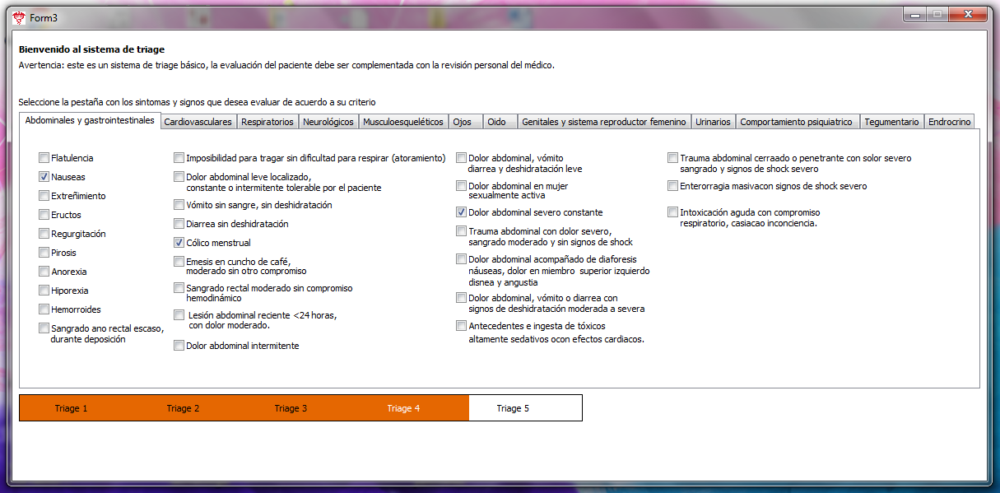 Form3
Bienvenido al sistema de triage
Avertencia: este es un sistema de triage básico, la evaluación del paciente debe ser complementada con la revisión personal del médico.
Seleccione la pestaña con los sintomas y signos que desea evaluar de acuerdo a su criterio
Abdominales y gastrointestinales
Cardiovasculares
Respiratorios
Neurológicos
Musculoesqueléticos
Ojos
Oido
Genitales y sistema reproductor femenino
Urinarios
Comportamiento psiquiatrico
Tegumentario
Endrocrino
Flatulencia
Nauseas
Extreñimiento
Eructos
Regurgitación
Pirosis
Anorexia
Hiporexia
Hemorroides
Sangrado ano rectal escaso,
durante deposición
Imposibilidad para tragar sin dificultad para respirar (atoramiento)
Dolor abdominal leve localizado,
constante o intermitente tolerable por el paciente
Vómito sin sangre, sin deshidratación
Diarrea sin deshidratación
Cólico menstrual
Emesis en cuncho de café,
moderado sin otro compromiso
Sangrado rectal moderado sin compromiso
hemodinámico
Lesión abdominal reciente <24 horas,
con dolor moderado.
Dolor abdominal intermitente
Dolor abdominal, vómito
diarrea y deshidratación leve
Dolor abdominal en mujer
sexualmente activa
Dolor abdominal severo constante
Trauma abdominal con dolor severo,
sangrado moderado y sin signos de shock
Dolor abdominal acompañado de diaforesis
náuseas, dolor en miembro superior izquierdo
disnea y angustia
Dolor abdominal, vómito o diarrea con
signos de deshidratación moderada a severa
Antecedentes e ingesta de tóxicos
altamente sedativos ocon efectos cardiacos.
Trauma abdominal cerraado o penetrante con solor severo
sangrado y signos de shock severo
Enterorragia masivacon signos de shock severo
Intoxicación aguda con compromiso
respiratorio, casiacao inconciencia.
Triage 1
Triage 2
Triage 3
Triage 4
Triage 5